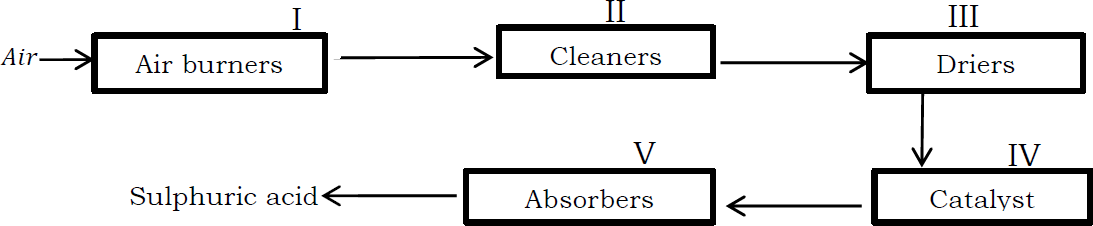 I
II
III
Air
Air burners
Cleaners
Driers
V
IV
Sulphuric acid
Absorbers
Catalyst